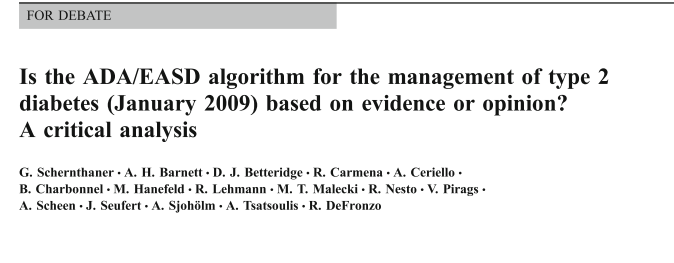 FOR DEBATE
Is the ADA/EASD algorithm for the management of type 2
diabetes (January 2009) based on evidence or opinion?
A critical analysis
G. Schernthaner · A. H. Barnett · D. J. Betteridge · R. Carmena · A. Ceriello ·
B. Charbonnel · M. Hanefeld · R. Lehmann · M. T. Malecki · R. Nesto · V. Pirags ·
A. Scheen · J. Seufert · A. Sjohölm · A. Tsatsoulis · R. DeFronzo